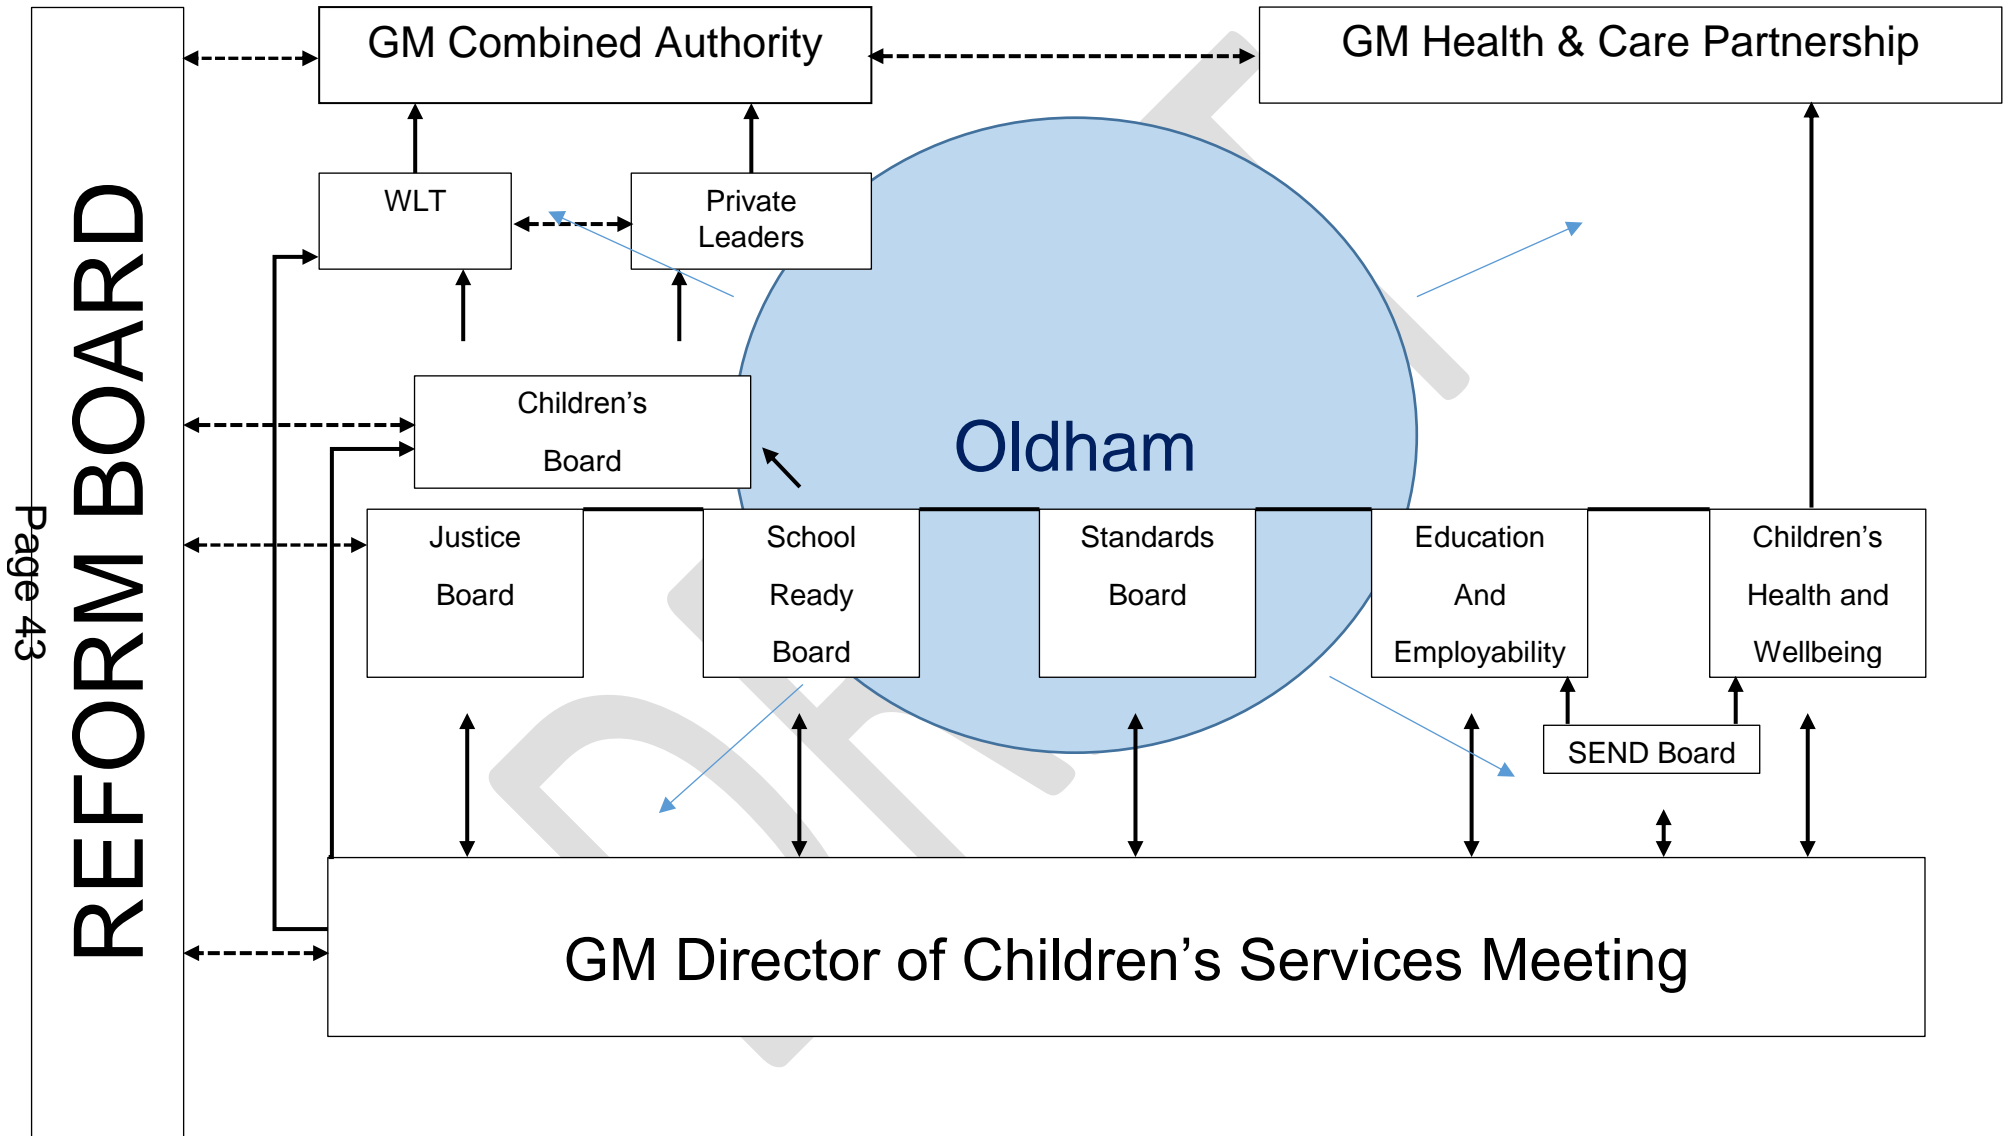 GM Combined Authority
GM Health & Care Partnership
REFORM BOARD
Page 43
WLT
Private
Leaders
Children’s
Board
Oldham
Justice
Board
School
Ready
Board
Standards
Board
Education
And
Employability
Children’s
Health and
Wellbeing
SEND Board
GM Director of Children’s Services Meeting